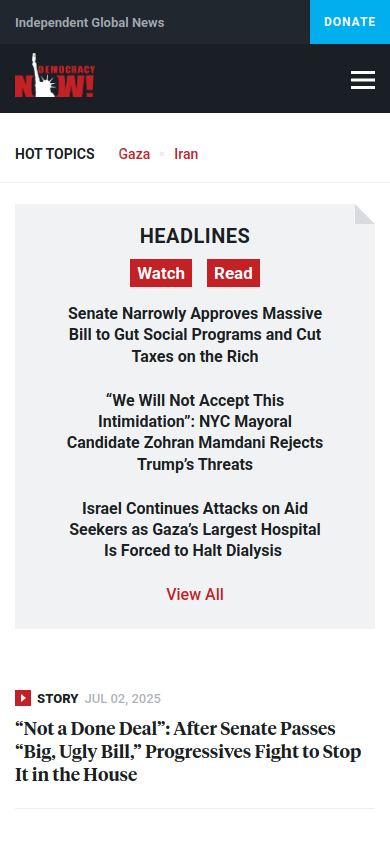 Independent Global News
DONATE
DEMOCRACY
NOW!
HOT TOPICS
Gaza
Iran
HEADLINES
Watch
Read
Senate Narrowly Approves Massive
Bill to Gut Social Programs and Cut
Taxes on the Rich
“We Will Not Accept This
Intimidation”: NYC Mayoral
Candidate Zohran Mamdani Rejects
Trump’s Threats
Israel Continues Attacks on Aid
Seekers as Gaza’s Largest Hospital
Is Forced to Halt Dialysis
View All
STORY JUL 02, 2025
“Not a Done Deal”: After Senate Passes
“Big, Ugly Bill,” Progressives Fight to Stop
It in the House